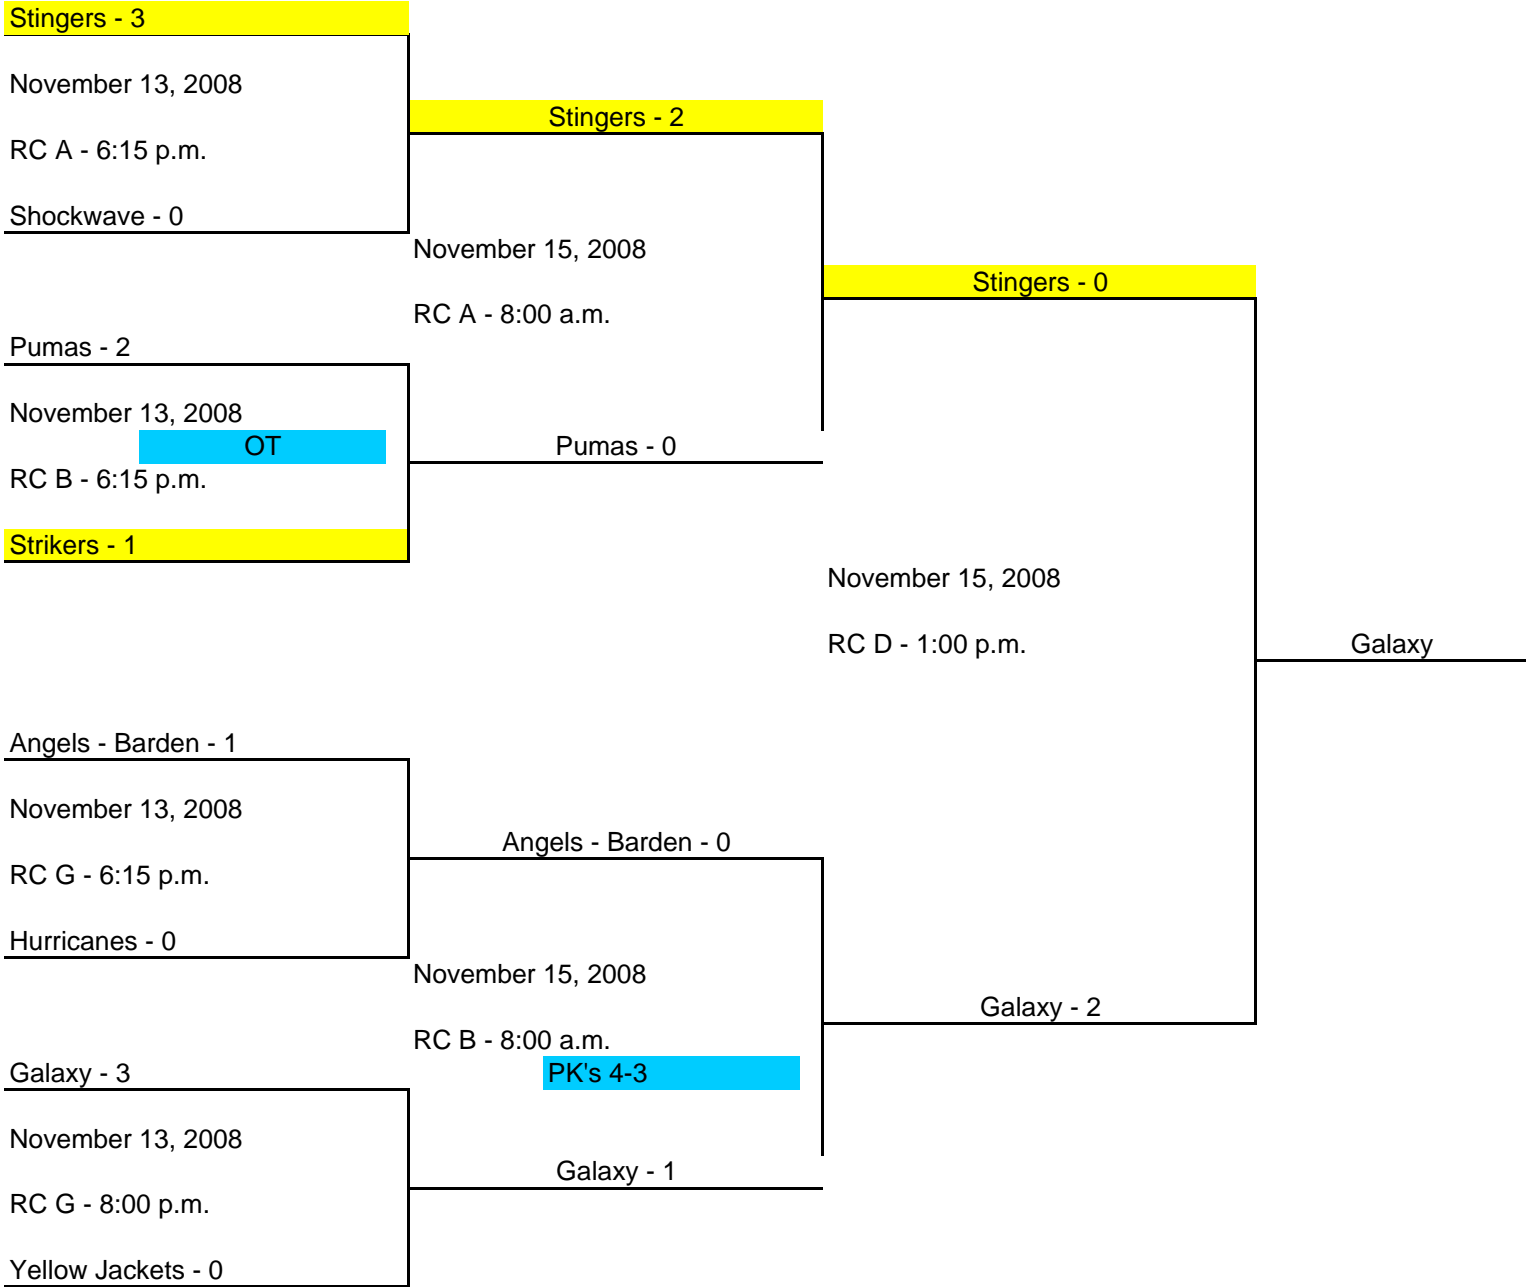 Stingers - 3
November 13, 2008
RC A - 6:15 p.m.
Shockwave - 0
Pumas - 2
November 13, 2008
OT
RC B - 6:15 p.m.
Strikers - 1
Angels - Barden - 1
November 13, 2008
RC G - 6:15 p.m.
Hurricanes - 0
Galaxy - 3
November 13, 2008
RC G - 8:00 p.m.
Yellow Jackets - 0
Stingers - 2
November 15, 2008
RC A - 8:00 a.m.
Pumas - 0
Angels - Barden - 0
November 15, 2008
RC B - 8:00 a.m.
PK's 4-3
Galaxy - 1
Stingers - 0
November 15, 2008
RC D - 1:00 p.m.
Galaxy - 2
Galaxy